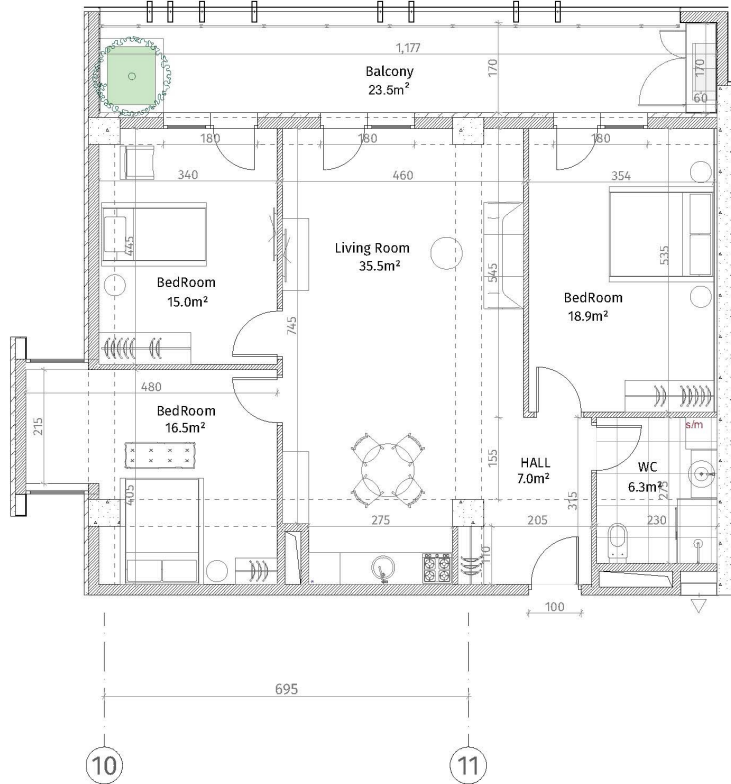 1,177
170
Balcony
23.5m²
170
60
180
180
180
340
460
354
445
Living Room
35.5m²
545
535
BedRoom
15.0m²
BedRoom
18.9m²
745
480
BedRoom
16.5m²
215
s/m
155
HALL
7.0m²
WC
6.3m²
275
405
315
275
205
230
110
100
695
10
11